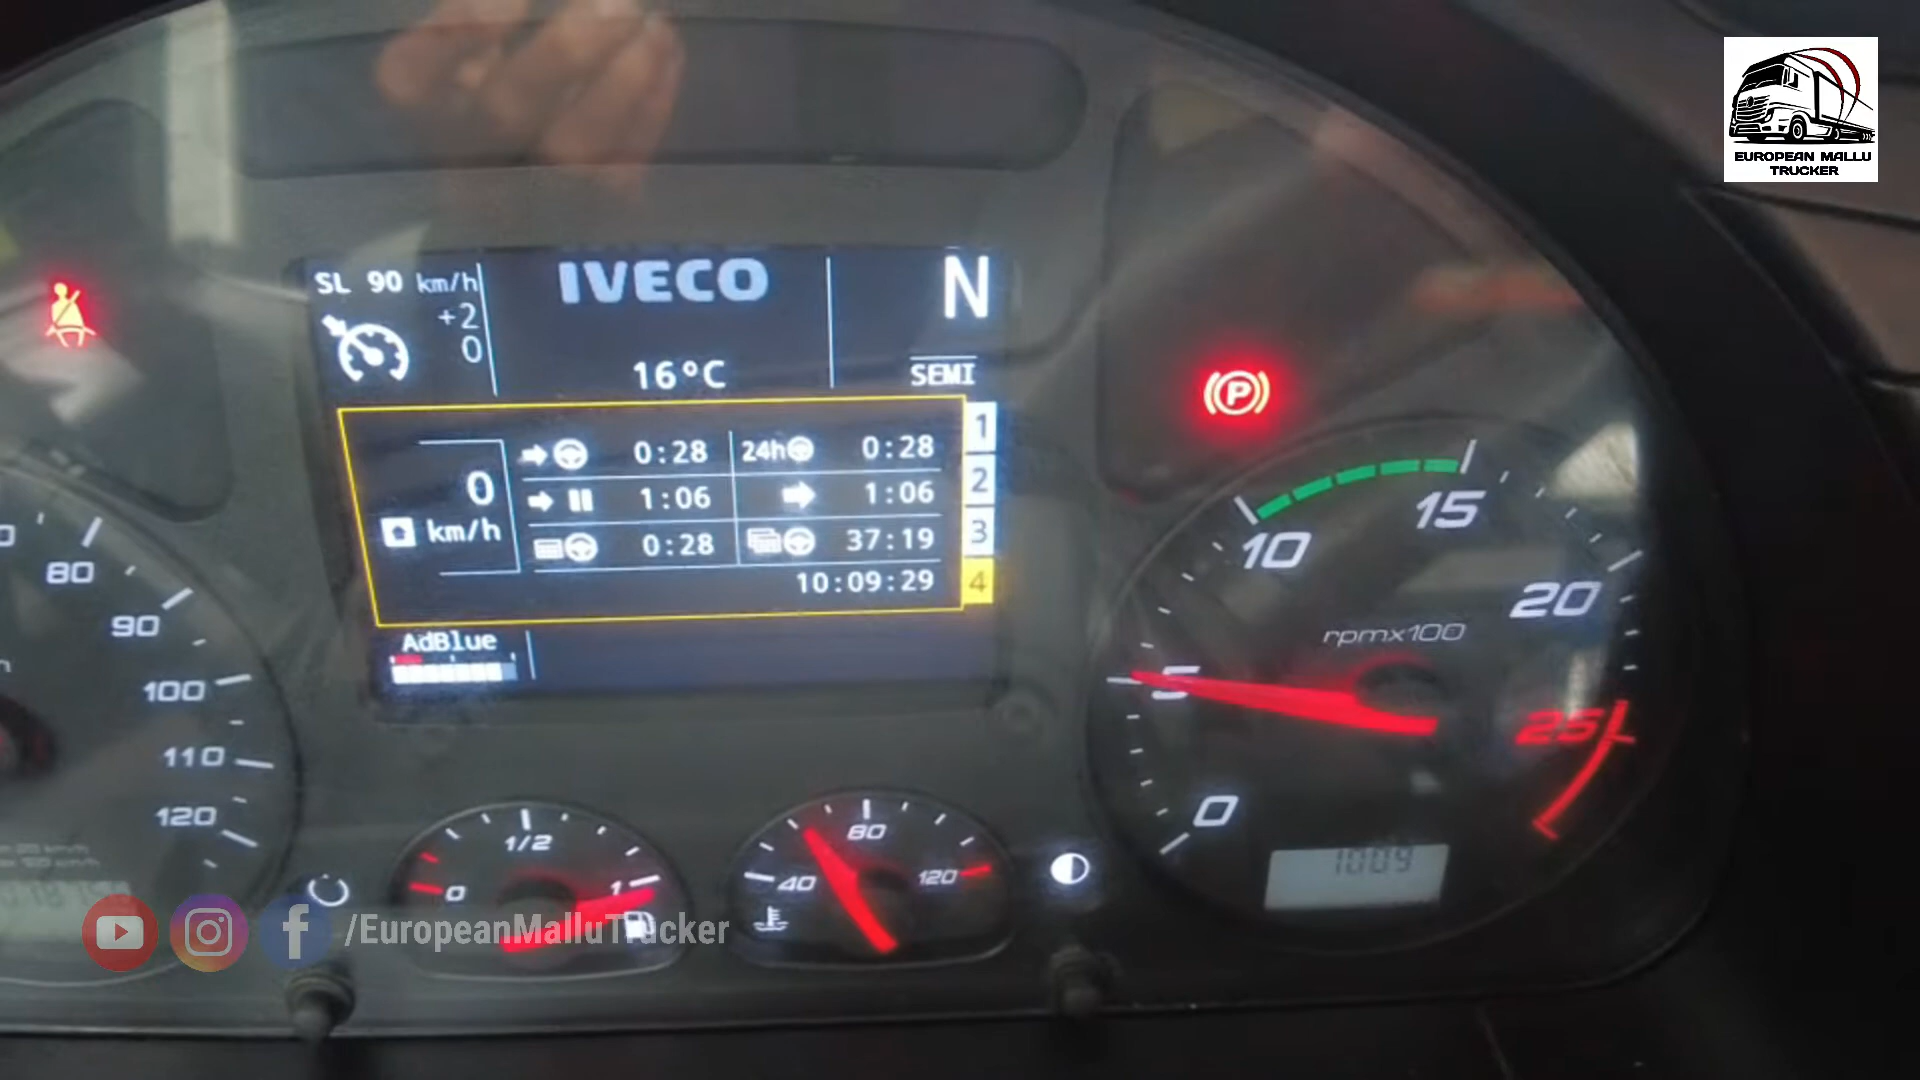 EUROPEAN MALLU
TRUCKER
SL 90 km/h
+2
0
IVECO
16°C
N
SEMI
0
km/h
0:28
24h 0:28
1:06
1:06
0:28
37:19
10:09:29
1
2
3
4
AdBlue
80
90
100
110
120
0
1/2
1
40
80
120
0
5
10
15
20
25
rpmx100
P
1009
/EuropeanMalluTrucker